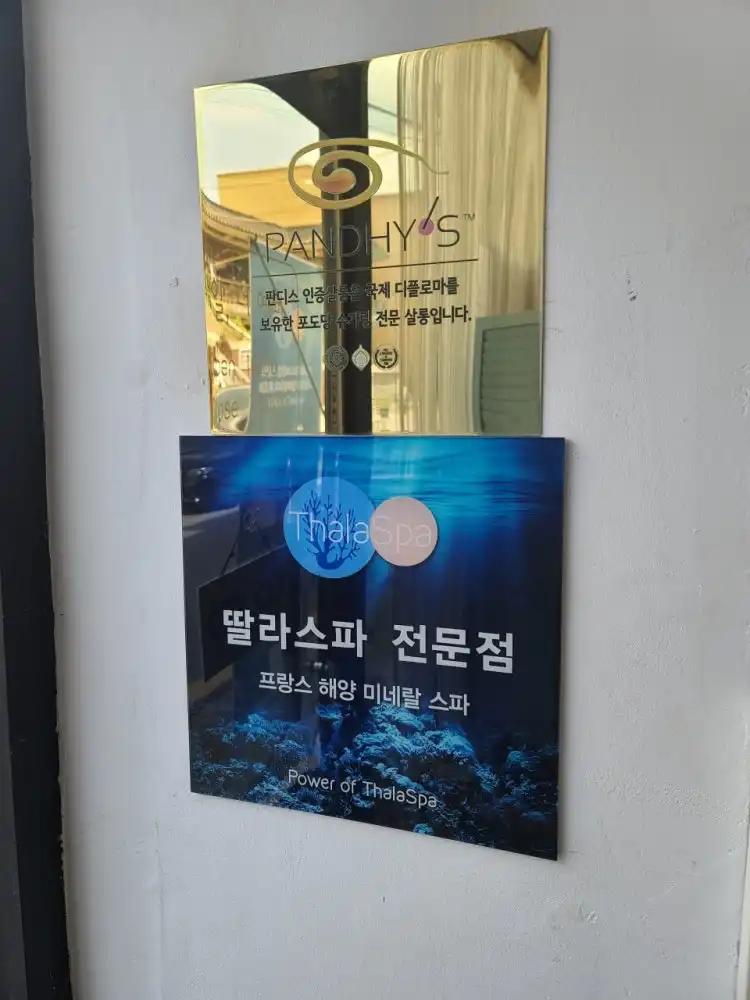 PANDHY'S™
판디스 인증살롱은 국제 디플로마를
보유한 포도당 슈가링 전문 살롱입니다.
ThalaSpa
딸라스파 전문점
프랑스 해양 미네랄 스파
Power of ThalaSpa